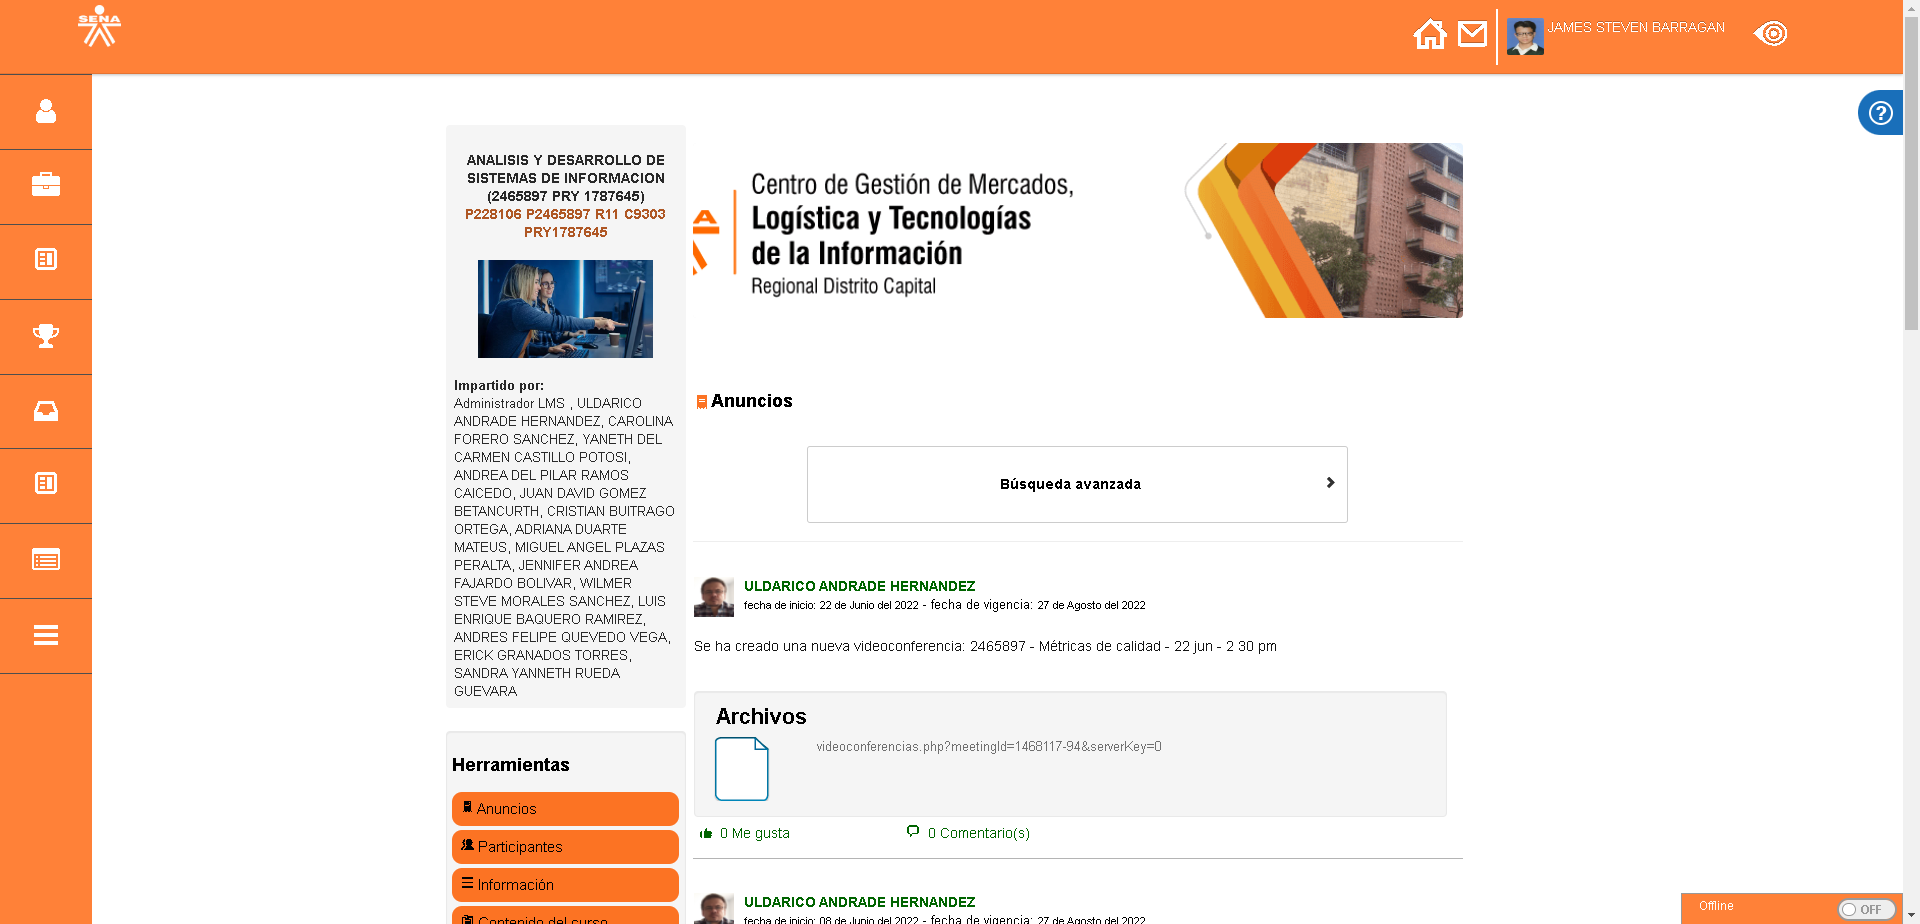 SENA
JAMES STEVEN BARRAGAN
?
ANALISIS Y DESARROLLO DE
SISTEMAS DE INFORMACION
(2465897 PRY 1787645)
P228106 P2465897 R11 C9303
PRY1787645
Impartido por:
Administrador LMS , ULDARICO
ANDRADE HERNANDEZ, CAROLINA
FORERO SANCHEZ, YANETH DEL
CARMEN CASTILLO POTOSI,
ANDREA DEL PILAR RAMOS
CAICEDO, JUAN DAVID GOMEZ
BETANCURTH, CRISTIAN BUITRAGO
ORTEGA, ADRIANA DUARTE
MATEUS, MIGUEL ANGEL PLAZAS
PERALTA, JENNIFER ANDREA
FAJARDO BOLIVAR, WILMER
STEVE MORALES SANCHEZ, LUIS
ENRIQUE BAQUERO RAMIREZ,
ANDRES FELIPE QUEVEDO VEGA,
ERICK GRANADOS TORRES,
SANDRA YANNETH RUEDA
GUEVARA
Herramientas
Anuncios
Participantes
Información
Contenido del curso
A
Centro de Gestión de Mercados,
Logística y Tecnologías
de la Información
Regional Distrito Capital
Anuncios
Búsqueda avanzada
ULDARICO ANDRADE HERNANDEZ
fecha de inicio: 22 de Junio del 2022 - fecha de vigencia: 27 de Agosto del 2022
Se ha creado una nueva videoconferencia: 2465897 - Métricas de calidad - 22 jun - 2 30 pm
Archivos
videoconferencias.php?meetingId=1468117-94&serverKey=0
0 Me gusta
0 Comentario(s)
ULDARICO ANDRADE HERNANDEZ
fecha de inicio: 08 de Junio del 2022 - fecha de vigencia: 27 de Agosto del 2022
Offline
OFF